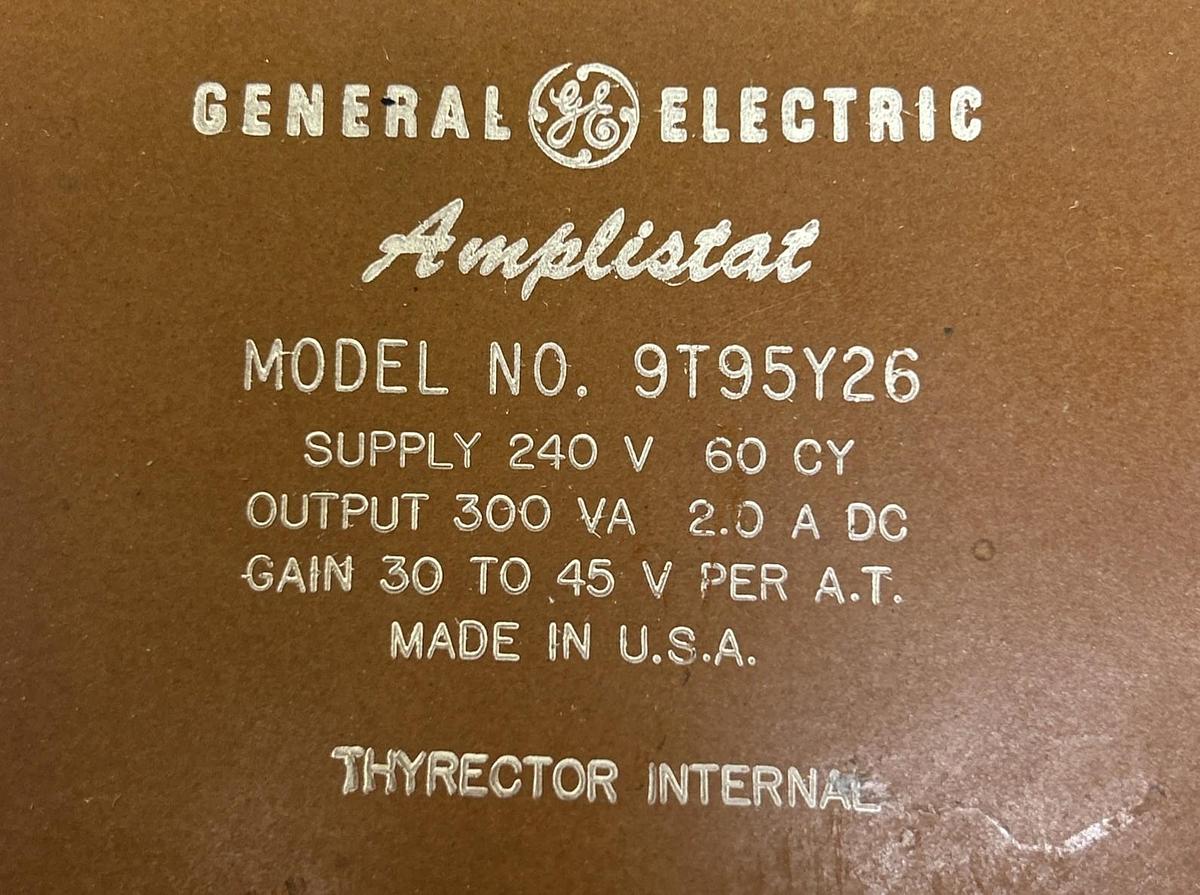 GENERAL GE ELECTRIC
Amplistat
MODEL NO. 9T95Y26
SUPPLY 240 V 60 CY
OUTPUT 300 VA 2.0 A DC
GAIN 30 TO 45 V PER A.T.
MADE IN U.S.A.
THYRECTOR INTERNAL